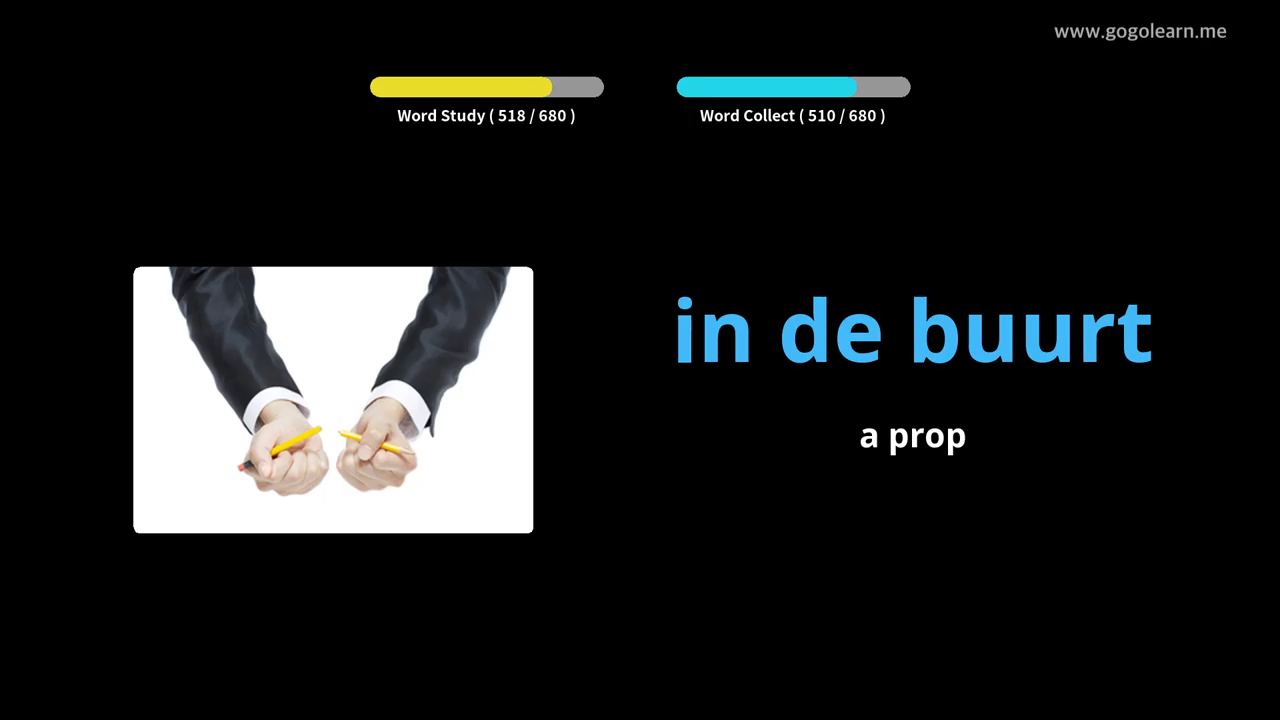 www.gogolearn.me
Word Study ( 518 / 680 )
Word Collect ( 510 / 680 )
in de buurt
a prop